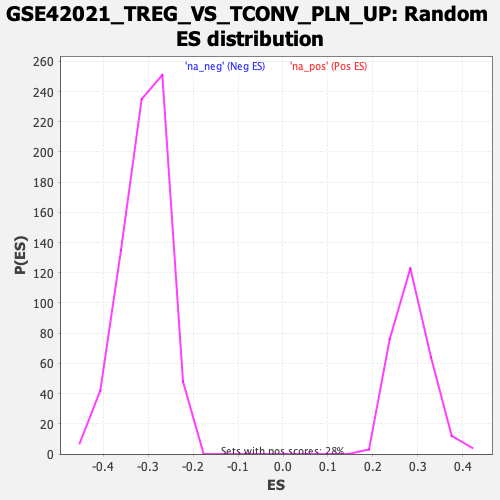 GSE42021_TREG_VS_TCONV_PLN_UP: Random
ES distribution
'na_neg' (Neg ES)
'na_pos' (Pos ES)
260
240
220
200
180
160
140
120
100
80
60
40
20
0
P(ES)
Sets with pos scores: 28%
-0.4 -0.3 -0.2 -0.1 0.0 0.1 0.2 0.3 0.4
ES